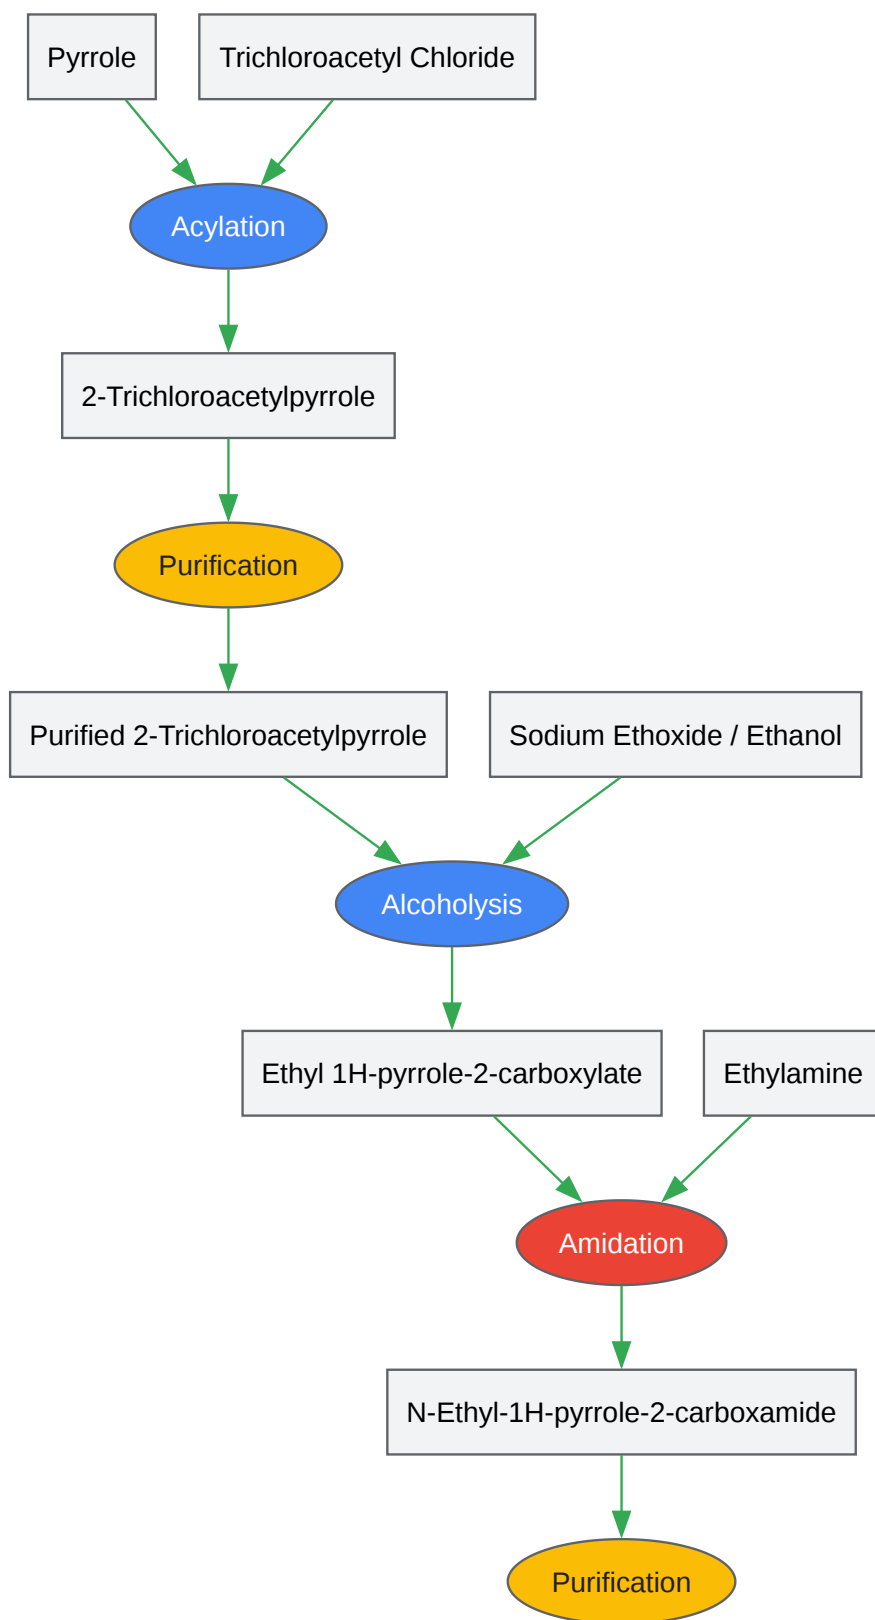 Pyrrole
Trichloroacetyl Chloride
Acylation
2-Trichloroacetylpyrrole
Purification
Purified 2-Trichloroacetylpyrrole
Sodium Ethoxide / Ethanol
Alcoholysis
Ethyl 1H-pyrrole-2-carboxylate
Ethylamine
Amidation
N-Ethyl-1H-pyrrole-2-carboxamide
Purification